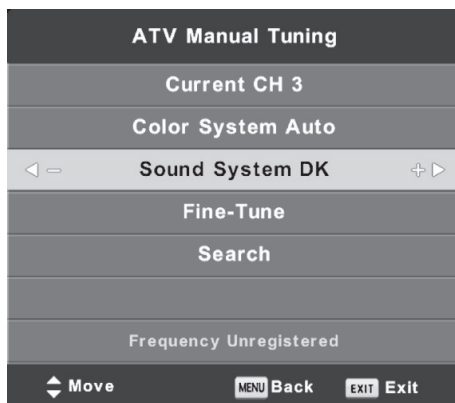 ATV Manual Tuning
Current CH 3
Color System Auto
Sound System DK
Fine-Tune
Search
Frequency Unregistered
Move MENU Back EXIT Exit